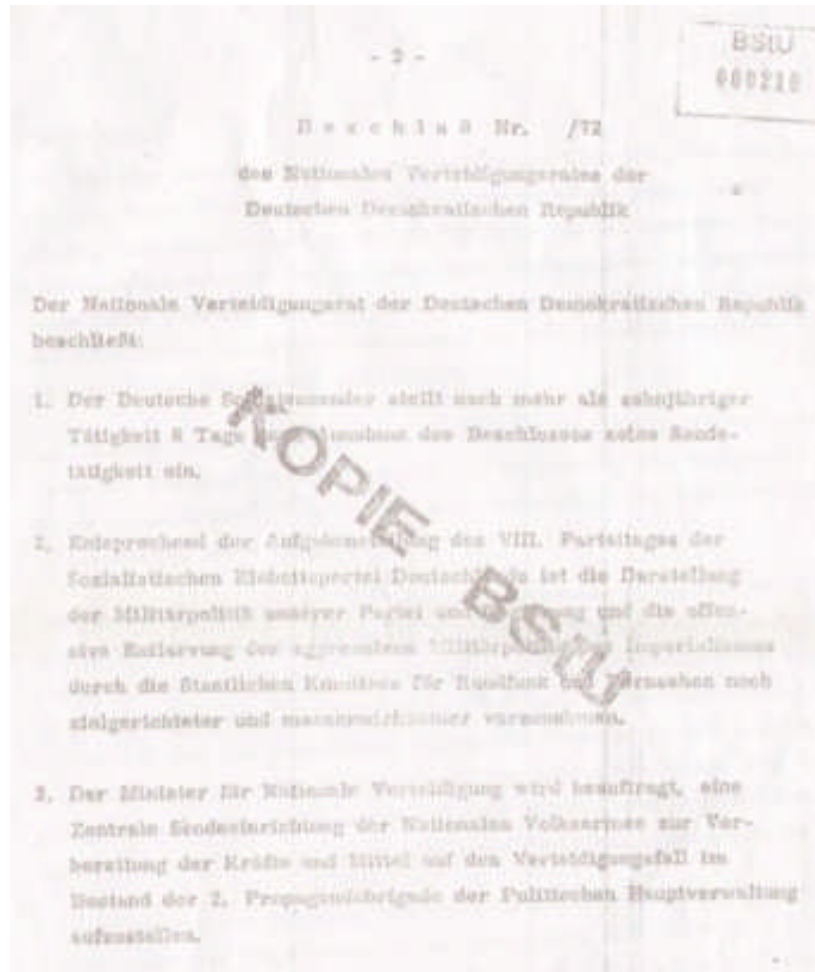 - 2 -
BStU
000210
B e s c h l u ß Nr. /72
des Nationalen Verteidigungsrates der
Deutschen Demokratischen Republik
Der Nationale Verteidigungsrat der Deutschen Demokratischen Republik
beschließt:
1. Der Deutsche Soldatensender stellt nach mehr als zehnjähriger
Tätigkeit 8 Tage nach Annahme des Beschlusses seine Sende-
tätigkeit ein.
2. Entsprechend der Aufgabenstellung des VIII. Parteitages der
Sozialistischen Einheitspartei Deutschlands ist die Darstellung
der Militärpolitik unserer Partei und und die offen-
sive Entlarvung der aggressiven Militärpolitik des Imperialismus
durch die Staatlichen Komitees für Rundfunk und Fernsehen noch
zielgerichteter und massenwirksamer vorzunehmen.
3. Der Minister für Nationale Verteidigung wird beauftragt, eine
Zentrale Sendeeinrichtung der Nationalen Volksarmee zur Vor-
bereitung der Kräfte und Mittel auf den Verteidigungsfall im
Bestand der 2. Propagandabrigade der Politischen Hauptverwaltung
aufzustellen.
KOPIE BStU